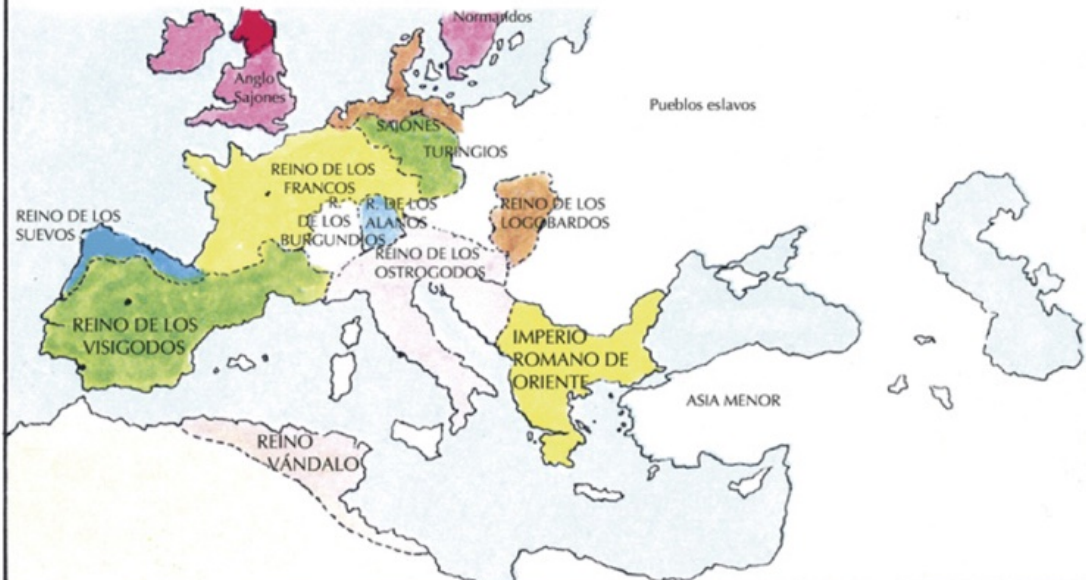 Normandos
Anglo
Sajones
Pueblos eslavos
SAJONES
TURINGIOS
REINO DE LOS
FRANCOS
R.
DE LOS
BURGUNDIOS
R. DE LOS
ALANOS
REINO DE LOS
LOGOBARDOS
REINO DE LOS
SUEVOS
REINO DE LOS
OSTROGODOS
REINO DE LOS
VISIGODOS
IMPERIO
ROMANO DE
ORIENTE
ASIA MENOR
REINO
VÁNDALO